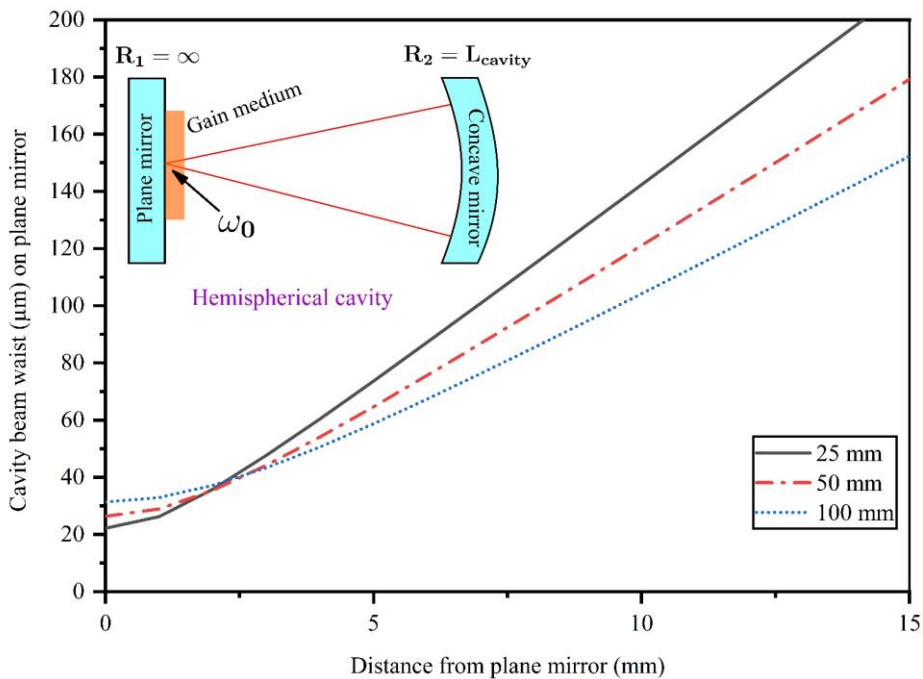 200
180
160
140
120
100
80
60
40
20
0
Cavity beam waist (μm) on plane mirror
R₁ = ∞
R₂ = L_cavity
Gain medium
Plane mirror
Concave mirror
ω₀
Hemispherical cavity
25 mm
50 mm
100 mm
0
5
10
15
Distance from plane mirror (mm)